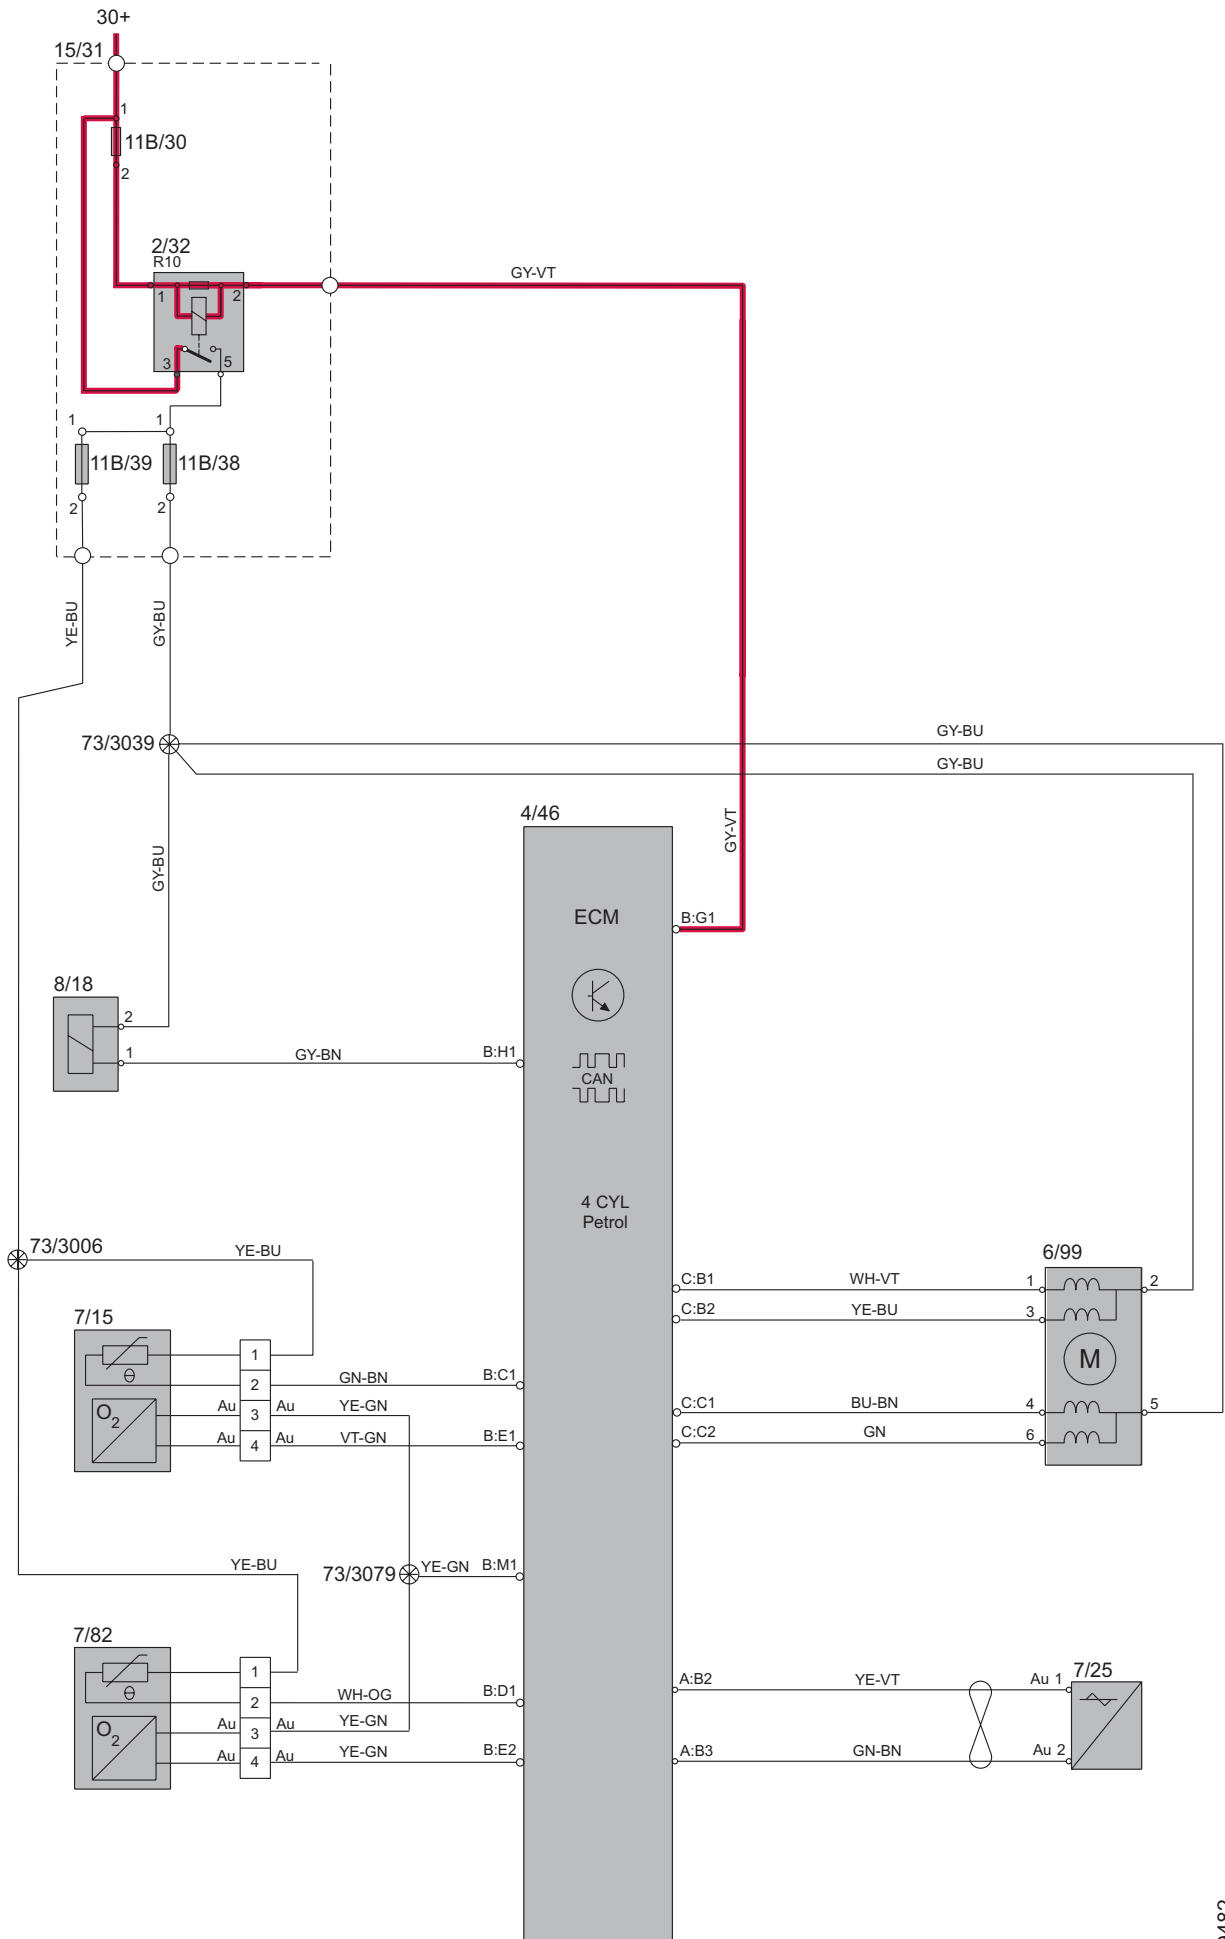 30+
15/31
1
11B/30
2
2/32
R10
1 2
GY-VT
3 5
1 1
11B/39 11B/38
2 2
YE-BU GY-BU
73/3039
GY-BU
GY-BU
4/46
GY-VT
GY-BU
ECM
B:G1
8/18
2
1 GY-BN B:H1
CAN
4 CYL
Petrol
73/3006
YE-BU
6/99
C:B1 WH-VT 1 2
C:B2 YE-BU 3
7/15
1
M
2 GN-BN B:C1
O2 Au 3 Au YE-GN
C:C1 BU-BN 4 5
Au 4 Au VT-GN B:E1
C:C2 GN 6
YE-BU
73/3079 YE-GN B:M1
7/82
1
2 WH-OG B:D1
O2 Au 3 Au YE-GN
Au 4 Au YE-GN B:E2
A:B2 YE-VT Au 1 7/25
A:B3 GN-BN Au 2